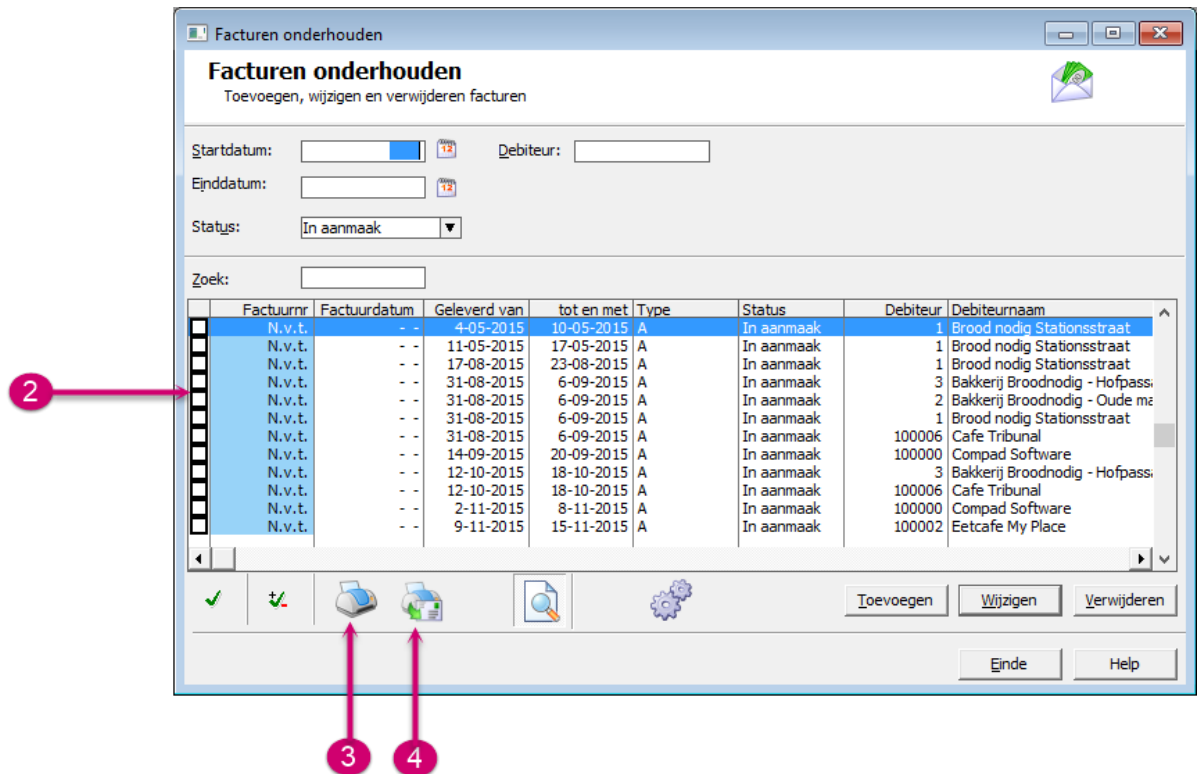 Facturen onderhouden
Facturen onderhouden
Toevoegen, wijzigen en verwijderen facturen
Startdatum: 12 Debiteur:
Einddatum: 12
Status: In aanmaak
Zoek:
Factuurnr Factuurdatum Geleverd van tot en met Type Status Debiteur Debiteurnaam
N.v.t. - - 4-05-2015 10-05-2015 A In aanmaak 1 Brood nodig Stationsstraat
N.v.t. - - 11-05-2015 17-05-2015 A In aanmaak 1 Brood nodig Stationsstraat
N.v.t. - - 17-08-2015 23-08-2015 A In aanmaak 1 Brood nodig Stationsstraat
N.v.t. - - 31-08-2015 6-09-2015 A In aanmaak 3 Bakkerij Broodnodig - Hofpassa
N.v.t. - - 31-08-2015 6-09-2015 A In aanmaak 2 Bakkerij Broodnodig - Oude ma
N.v.t. - - 31-08-2015 6-09-2015 A In aanmaak 1 Brood nodig Stationsstraat
N.v.t. - - 31-08-2015 6-09-2015 A In aanmaak 100006 Cafe Tribunal
N.v.t. - - 14-09-2015 20-09-2015 A In aanmaak 100000 Compad Software
N.v.t. - - 12-10-2015 18-10-2015 A In aanmaak 3 Bakkerij Broodnodig - Hofpassa
N.v.t. - - 12-10-2015 18-10-2015 A In aanmaak 100006 Cafe Tribunal
N.v.t. - - 2-11-2015 8-11-2015 A In aanmaak 100000 Compad Software
N.v.t. - - 9-11-2015 15-11-2015 A In aanmaak 100002 Eetcafe My Place
2
Toevoegen Wijzigen Verwijderen
Einde Help
3 4